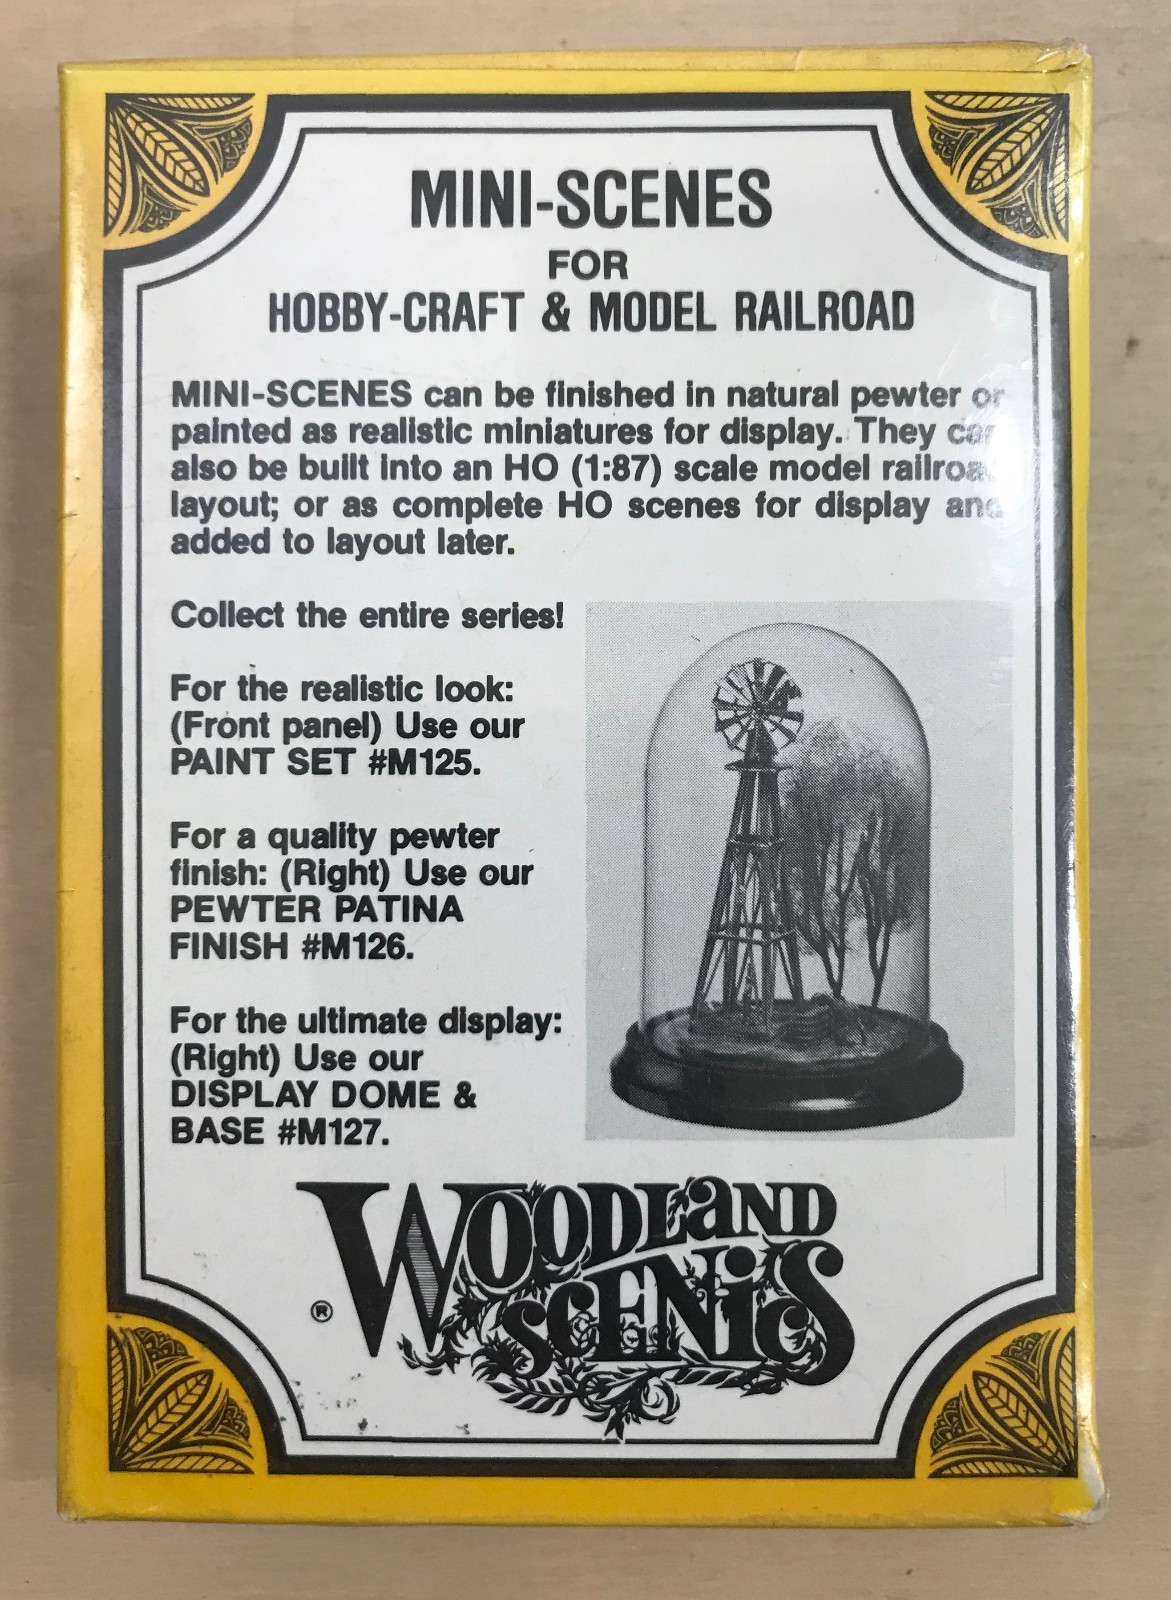 MINI-SCENES
FOR
HOBBY-CRAFT & MODEL RAILROAD
MINI-SCENES can be finished in natural pewter or
painted as realistic miniatures for display. They can
also be built into an HO (1:87) scale model railroad
layout; or as complete HO scenes for display and
added to layout later.
Collect the entire series!
For the realistic look:
(Front panel) Use our
PAINT SET #M125.
For a quality pewter
finish: (Right) Use our
PEWTER PATINA
FINISH #M126.
For the ultimate display:
(Right) Use our
DISPLAY DOME &
BASE #M127.
WOODLAND
SCENICS
®